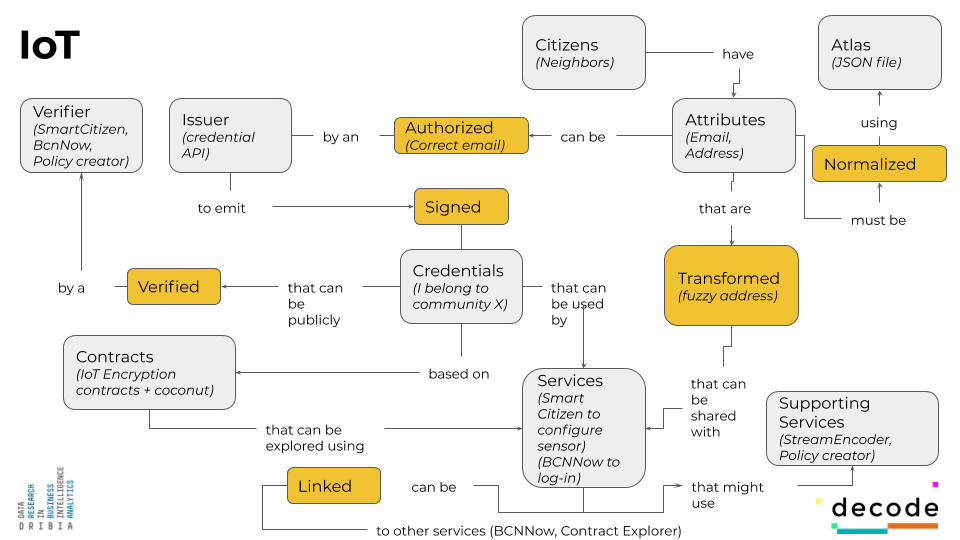 IoT
Citizens
(Neighbors)
have
Atlas
(JSON file)
Verifier
(SmartCitizen,
BcnNow,
Policy creator)
Issuer
(credential
API)
by an
Authorized
(Correct email)
can be
Attributes
(Email,
Address)
using
Normalized
must be
to emit
Signed
that are
Transformed
(fuzzy address)
by a
Verified
that can
be
publicly
Credentials
(I belong to
community X)
that can
be used
by
Contracts
(IoT Encryption
contracts + coconut)
based on
Services
(Smart
Citizen to
configure
sensor)
(BCNNow to
log-in)
that can
be
shared
with
Supporting
Services
(StreamEncoder,
Policy creator)
that can be
explored using
Linked
can be
that might
use
to other services (BCNNow, Contract Explorer)
DATA
RESEARCH
IN
BUSINESS
INTELLIGENCE
ANALYTICS
DRIBIA
decode